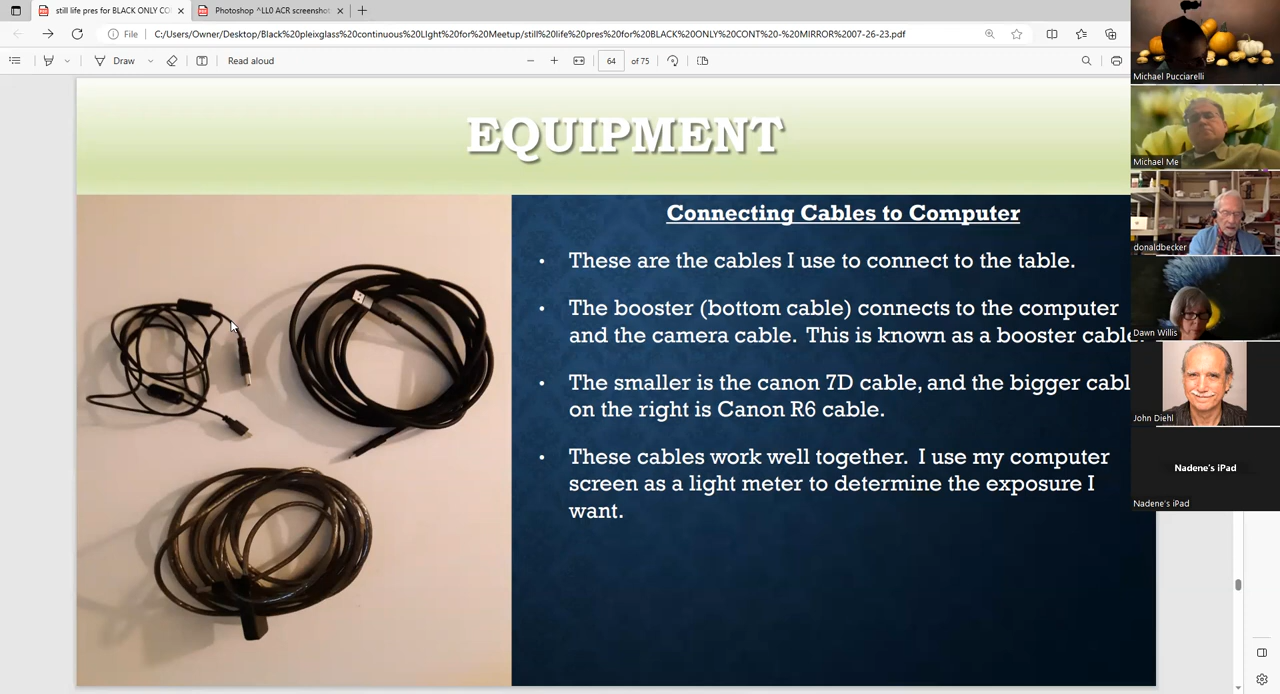 still life pres for BLACK ONLY CO
Photoshop ^LL0 ACR screenshot
File
C:/Users/Owner/Desktop/Black%20pleixglass%20continuous%20LIght%20for%20Meetup/still%20life%20pres%20for%20BLACK%20ONLY%20CONT%20-%20MIRROR%2007-26-23.pdf
Draw
Read aloud
64 of 75
EQUIPMENT
Connecting Cables to Computer
• These are the cables I use to connect to the table.
• The booster (bottom cable) connects to the computer
and the camera cable. This is known as a booster cable.
• The smaller is the canon 7D cable, and the bigger cabl
on the right is Canon R6 cable.
• These cables work well together. I use my computer
screen as a light meter to determine the exposure I
want.
Michael Pucciarelli
Michael Me
donaldbecker
Dawn Willis
John Diehl
Nadene's iPad
Nadene's iPad